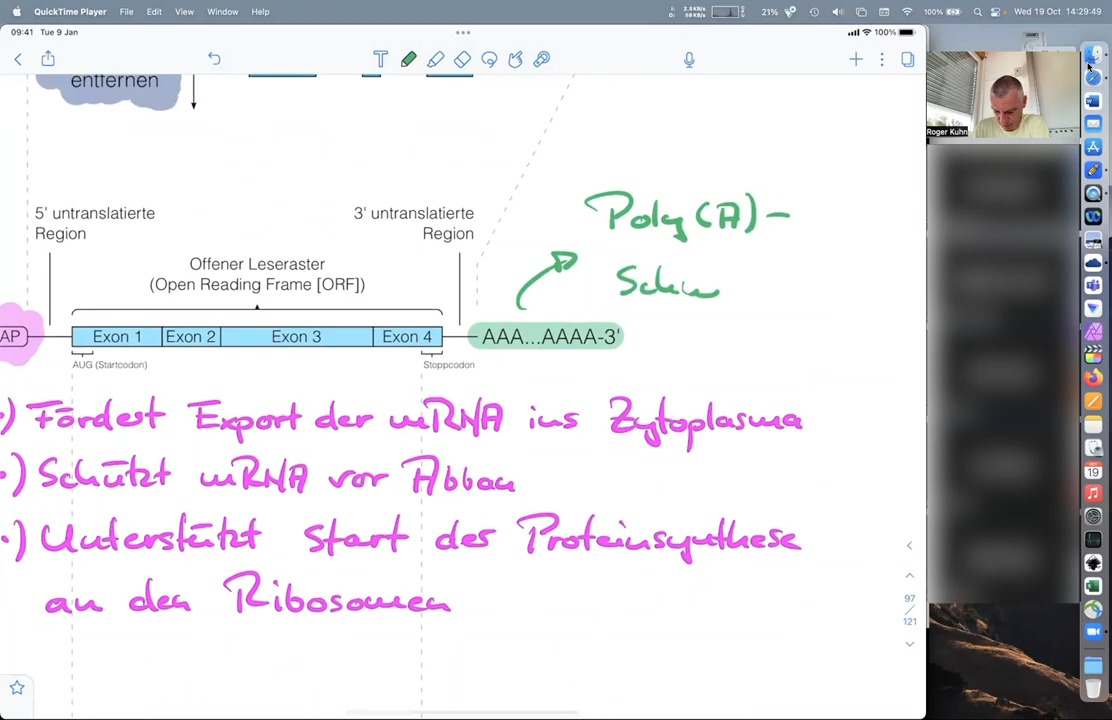 QuickTime Player File Edit View Window Help
21% 100% Wed 19 Oct 14:29:49
09:41 Tue 9 Jan
100%
entfernen
Roger Kuhn
5' untranslatierte
Region
3' untranslatierte
Region
Poly(A)-
Offener Leseraster
(Open Reading Frame [ORF])
AP
Exon 1 Exon 2 Exon 3 Exon 4
AAA...AAAA-3'
AUG (Startcodon)
Stoppcodon
•) Fördert Export der mRNA ins Zytoplasma
•) Schützt mRNA vor Abbau
•) Unterstützt Start der Proteinsynthese
an den Ribosomen
97
121
19